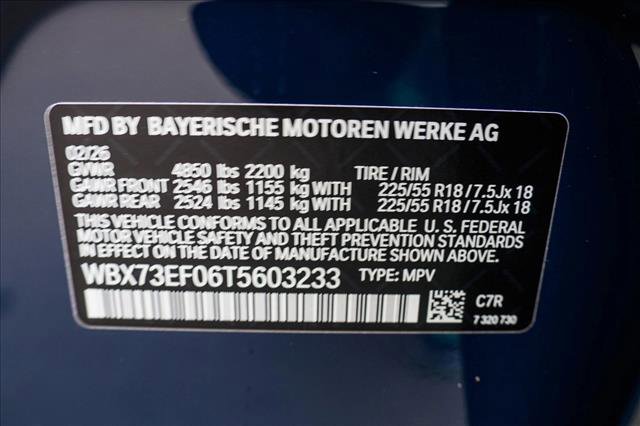 MFD BY BAYERISCHE MOTOREN WERKE AG
02/26
GVWR 4850 lbs 2200 kg TIRE / RIM
GAWR FRONT 2546 lbs 1155 kg WITH 225/55 R18 / 7.5Jx 18
GAWR REAR 2524 lbs 1145 kg WITH 225/55 R18 / 7.5Jx 18
THIS VEHICLE CONFORMS TO ALL APPLICABLE U. S. FEDERAL
MOTOR VEHICLE SAFETY AND THEFT PREVENTION
STANDARDS IN EFFECT ON THE DATE OF MANUFACTURE SHOWN ABOVE.
WBX73EF06T5603233 TYPE: MPV
C7R
7 320 730